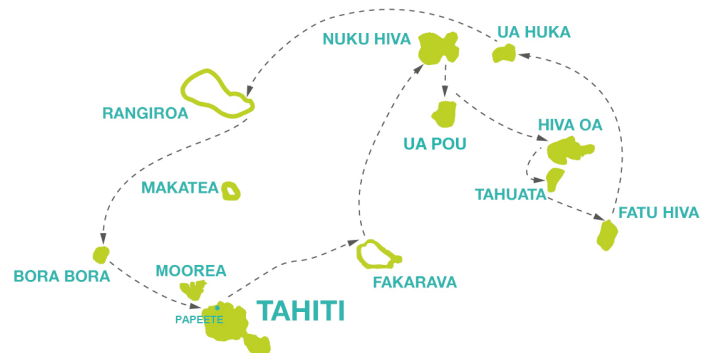 NUKU HIVA
UA HUKA
RANGIROA
UA POU
HIVA OA
MAKATEA
TAHUATA
FATU HIVA
BORA BORA
MOOREA
FAKARAVA
TAHITI
PAPEETE